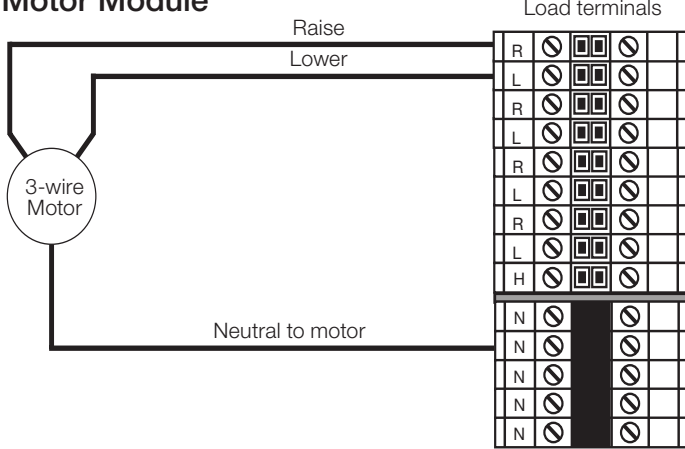 Motor Module
Load terminals
Raise
Lower
3-wire
Motor
Neutral to motor
R
L
R
L
R
L
R
L
H
N
N
N
N
N